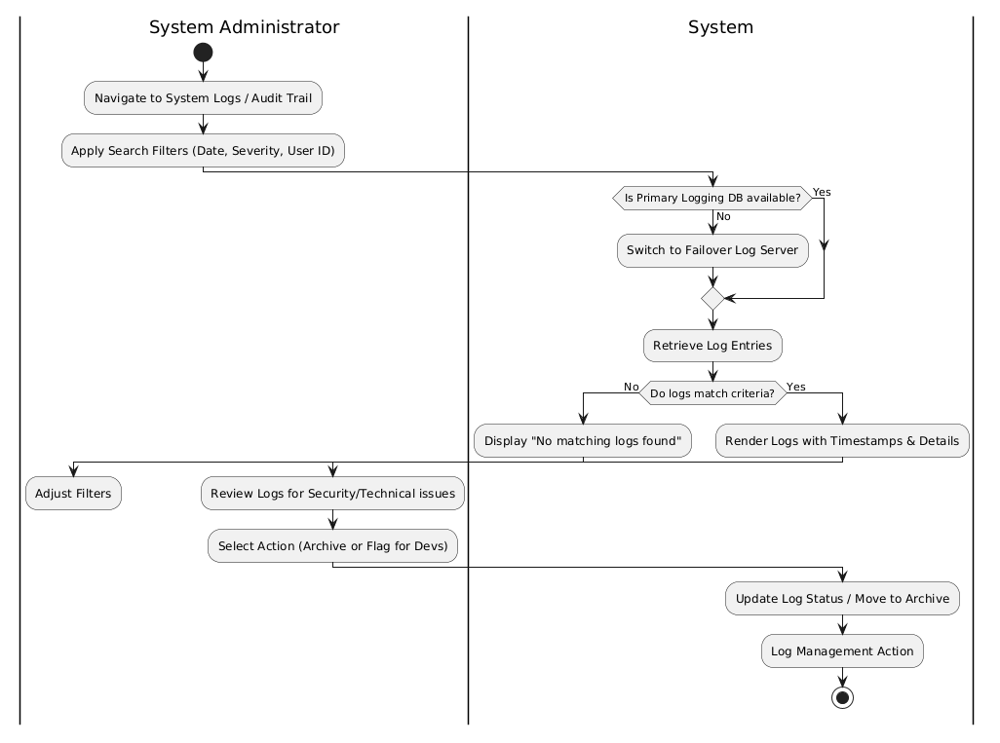 System Administrator
System
Navigate to System Logs / Audit Trail
Apply Search Filters (Date, Severity, User ID)
Is Primary Logging DB available?
Yes
No
Switch to Failover Log Server
Retrieve Log Entries
No
Do logs match criteria?
Yes
Display "No matching logs found"
Render Logs with Timestamps & Details
Adjust Filters
Review Logs for Security/Technical issues
Select Action (Archive or Flag for Devs)
Update Log Status / Move to Archive
Log Management Action